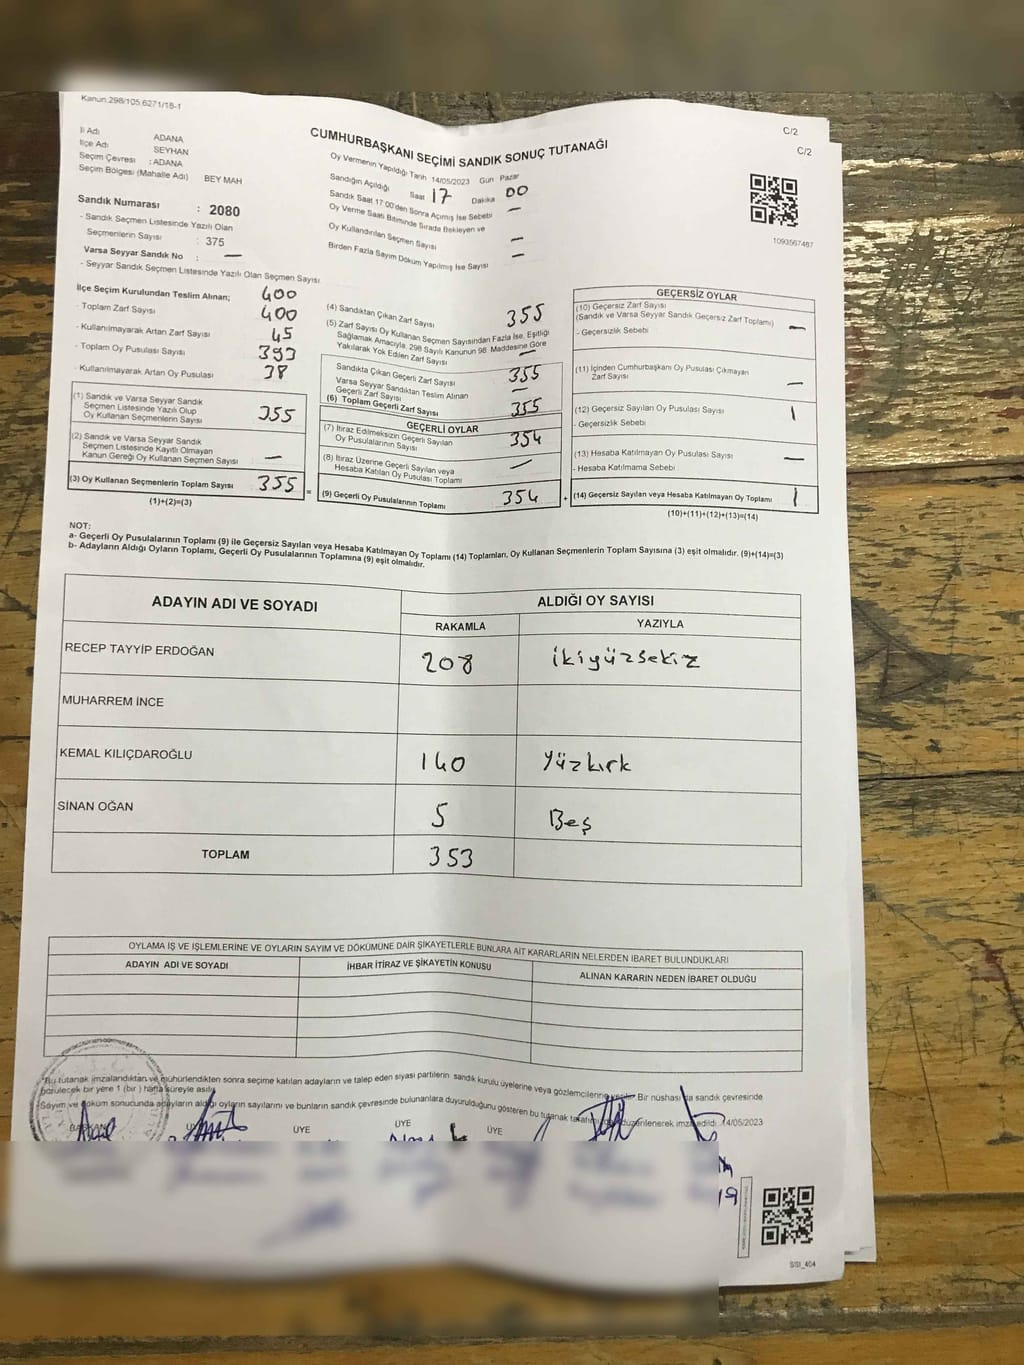 Kanun:298/105,6271/18-1
C/2
C/2
CUMHURBAŞKANI SEÇİMİ SANDIK SONUÇ TUTANAĞI
İl Adı ADANA
İlçe Adı SEYHAN
Seçim Çevresi : ADANA
Seçim Bölgesi (Mahalle Adı) BEY MAH
Oy Vermenin Yapıldığı Tarih 14/05/2023 Gün Pazar
Sandığın Açıldığı Saat 17 Dakika 00
Sandık Saat 17:00'den Sonra Açılmış İse Sebebi —
Oy Verme Saati Bitiminde Sırada Bekleyen ve
Oy Kullandırılan Seçmen Sayısı —
Birden Fazla Sayım Döküm Yapılmış İse Sayısı —
1093567487
Sandık Numarası : 2080
- Sandık Seçmen Listesinde Yazılı Olan
Seçmenlerin Sayısı : 375
Varsa Seyyar Sandık No : —
- Seyyar Sandık Seçmen Listesinde Yazılı Olan Seçmen Sayısı
İlçe Seçim Kurulundan Teslim Alınan; 400
- Toplam Zarf Sayısı 400
- Kullanılmayarak Artan Zarf Sayısı 45
- Toplam Oy Pusulası Sayısı 393
- Kullanılmayarak Artan Oy Pusulası 38
(1) Sandık ve Varsa Seyyar Sandık
Seçmen Listesinde Yazılı Olup
Oy Kullanan Seçmenlerin Sayısı 355
(2) Sandık ve Varsa Seyyar Sandık
Seçmen Listesinde Kayıtlı Olmayan
Kanun Gereği Oy Kullanan Seçmen Sayısı —
(3) Oy Kullanan Seçmenlerin Toplam Sayısı 355 =
(1)+(2)=(3)
(4) Sandıktan Çıkan Zarf Sayısı 355
(5) Zarf Sayısı Oy Kullanan Seçmen Sayısından Fazla İse, Eşitliği
Sağlamak Amacıyla, 298 Sayılı Kanunun 98. Maddesine Göre
Yakılarak Yok Edilen Zarf Sayısı —
Sandıkta Çıkan Geçerli Zarf Sayısı 355
Varsa Seyyar Sandıktan Teslim Alınan
Geçerli Zarf Sayısı —
(6) Toplam Geçerli Zarf Sayısı 355
GEÇERLİ OYLAR
(7) İtiraz Edilmeksizin Geçerli Sayılan
Oy Pusulalarının Sayısı 354
(8) İtiraz Üzerine Geçerli Sayılan veya
Hesaba Katılan Oy Pusulası Toplamı —
(9) Geçerli Oy Pusulalarının Toplamı 354 +
GEÇERSİZ OYLAR
(10) Geçersiz Zarf Sayısı
(Sandık ve Varsa Seyyar Sandık Geçersiz Zarf Toplamı) —
- Geçersizlik Sebebi
(11) İçinden Cumhurbaşkanı Oy Pusulası Çıkmayan
Zarf Sayısı —
(12) Geçersiz Sayılan Oy Pusulası Sayısı 1
- Geçersizlik Sebebi
(13) Hesaba Katılmayan Oy Pusulası Sayısı —
- Hesaba Katılmama Sebebi
(14) Geçersiz Sayılan veya Hesaba Katılmayan Oy Toplamı 1
(10)+(11)+(12)+(13)=(14)
NOT:
a- Geçerli Oy Pusulalarının Toplamı (9) ile Geçersiz Sayılan veya Hesaba Katılmayan Oy Toplamı (14) Toplamları, Oy Kullanan Seçmenlerin Toplam Sayısına (3) eşit olmalıdır. (9)+(14)=(3)
b- Adayların Aldığı Oyların Toplamı, Geçerli Oy Pusulalarının Toplamına (9) eşit olmalıdır.
ADAYIN ADI VE SOYADI
ALDIĞI OY SAYISI
RAKAMLA YAZIYLA
RECEP TAYYİP ERDOĞAN 208 ikiyüzsekiz
MUHARREM İNCE
KEMAL KILIÇDAROĞLU 140 Yüzkırk
SİNAN OĞAN 5 Beş
TOPLAM 353
OYLAMA İŞ VE İŞLEMLERİNE VE OYLARIN SAYIM VE DÖKÜMÜNE DAİR ŞİKAYETLERLE BUNLARA AİT KARARLARIN NELERDEN İBARET BULUNDUKLARI
ADAYIN ADI VE SOYADI İHBAR İTİRAZ VE ŞİKAYETİN KONUSU ALINAN KARARIN NEDEN İBARET OLDUĞU
*Bu tutanak imzalandıktan ve mühürlendikten sonra seçime katılan adayların ve talep eden siyasi partilerin sandık kurulu üyelerine veya gözlemcilerine verilir. Bir nüshası da sandık çevresinde
görülecek bir yere 1 (bir) hafta süreyle asılır.
*Sayım ve döküm sonucunda adayların aldığı oyların sayılarını ve bunların sandık çevresinde bulunanlara duyurulduğunu gösteren bu tutanak düzenlenerek imza edildi. 14/05/2023
BAŞKAN ÜYE ÜYE ÜYE
SSI_404